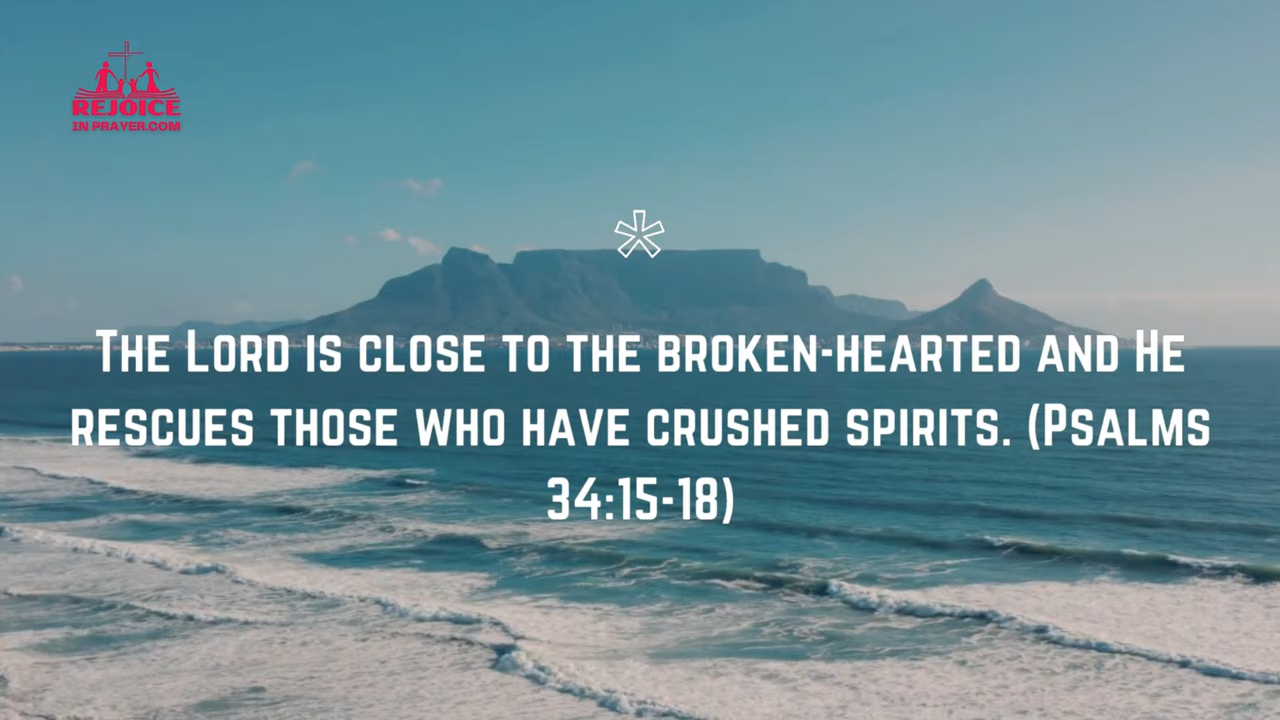 REJOICE
IN PRAYER.COM
The Lord is close to the broken-hearted and He
rescues those who have crushed spirits. (Psalms
34:15-18)